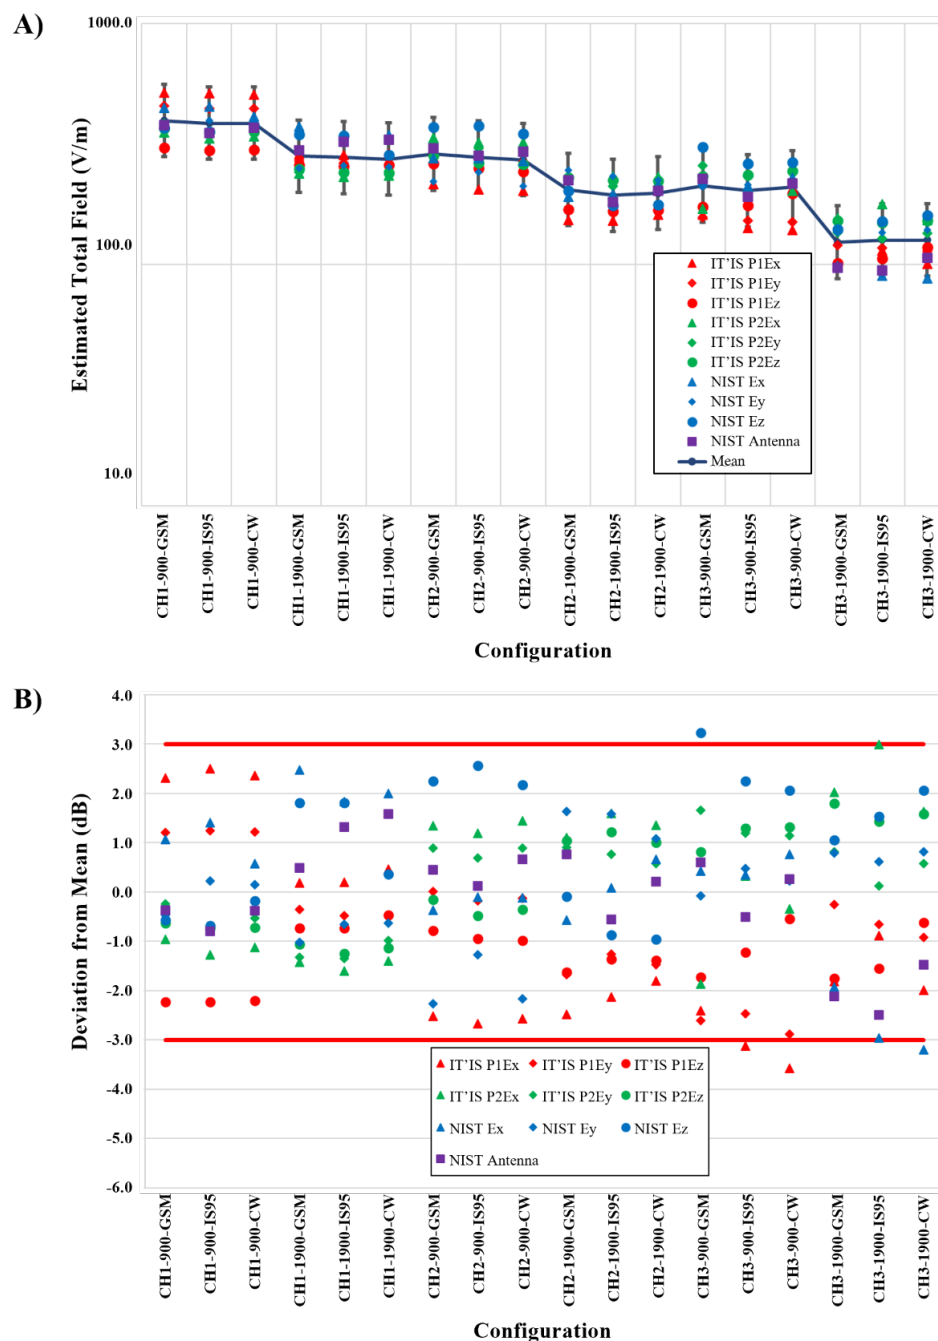 A)
1000.0
100.0
10.0
Estimated Total Field (V/m)
IT’IS P1Ex
IT’IS P1Ey
IT’IS P1Ez
IT’IS P2Ex
IT’IS P2Ey
IT’IS P2Ez
NIST Ex
NIST Ey
NIST Ez
NIST Antenna
Mean
CH1-900-GSM
CH1-900-IS95
CH1-900-CW
CH1-1900-GSM
CH1-1900-IS95
CH1-1900-CW
CH2-900-GSM
CH2-900-IS95
CH2-900-CW
CH2-1900-GSM
CH2-1900-IS95
CH2-1900-CW
CH3-900-GSM
CH3-900-IS95
CH3-900-CW
CH3-1900-GSM
CH3-1900-IS95
CH3-1900-CW
Configuration
B)
4.0
3.0
2.0
1.0
0.0
-1.0
-2.0
-3.0
-4.0
-5.0
-6.0
Deviation from Mean (dB)
IT’IS P1Ex IT’IS P1Ey IT’IS P1Ez
IT’IS P2Ex IT’IS P2Ey IT’IS P2Ez
NIST Ex NIST Ey NIST Ez
NIST Antenna
CH1-900-GSM
CH1-900-IS95
CH1-900-CW
CH1-1900-GSM
CH1-1900-IS95
CH1-1900-CW
CH2-900-GSM
CH2-900-IS95
CH2-900-CW
CH2-1900-GSM
CH2-1900-IS95
CH2-1900-CW
CH3-900-GSM
CH3-900-IS95
CH3-900-CW
CH3-1900-GSM
CH3-1900-IS95
CH3-1900-CW
Configuration